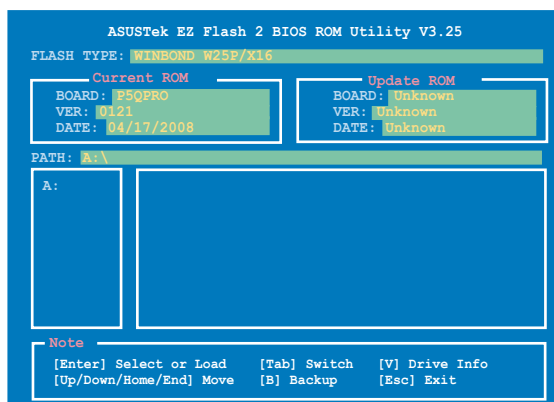 ASUSTek EZ Flash 2 BIOS ROM Utility V3.25
FLASH TYPE: WINBOND W25P/X16
Current ROM
BOARD: P5QPRO
VER: 0121
DATE: 04/17/2008
Update ROM
BOARD: Unknown
VER: Unknown
DATE: Unknown
PATH: A:\
A:
Note
[Enter] Select or Load [Tab] Switch [V] Drive Info
[Up/Down/Home/End] Move [B] Backup [Esc] Exit